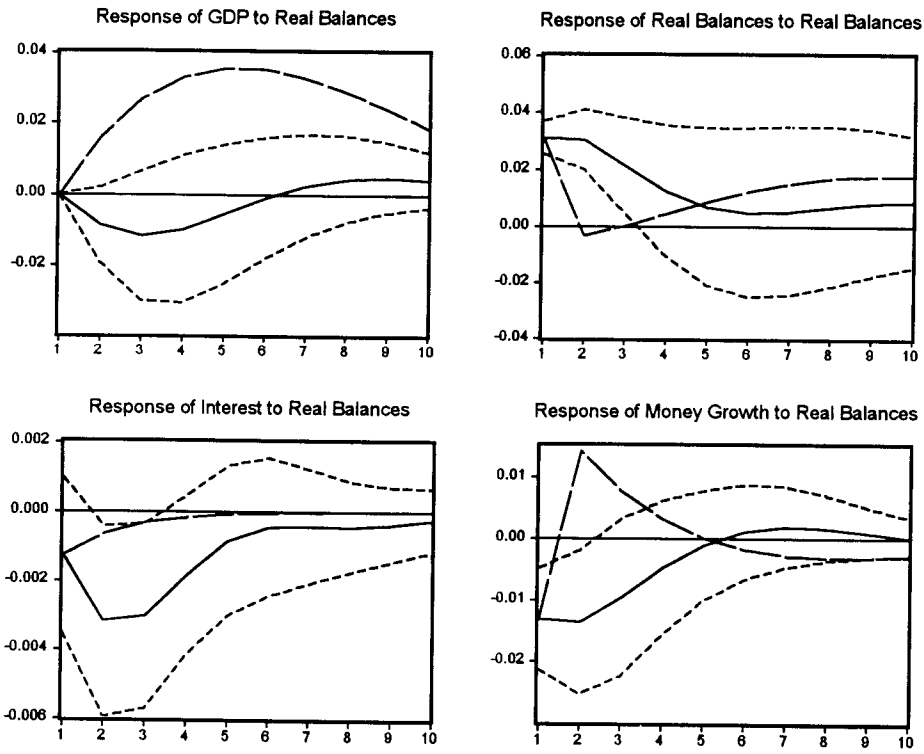 Response of GDP to Real Balances
0.04
0.02
0.00
-0.02
1 2 3 4 5 6 7 8 9 10
Response of Real Balances to Real Balances
0.06
0.04
0.02
0.00
-0.02
-0.04
1 2 3 4 5 6 7 8 9 10
Response of Interest to Real Balances
0.002
0.000
-0.002
-0.004
-0.006
1 2 3 4 5 6 7 8 9 10
Response of Money Growth to Real Balances
0.01
0.00
-0.01
-0.02
1 2 3 4 5 6 7 8 9 10